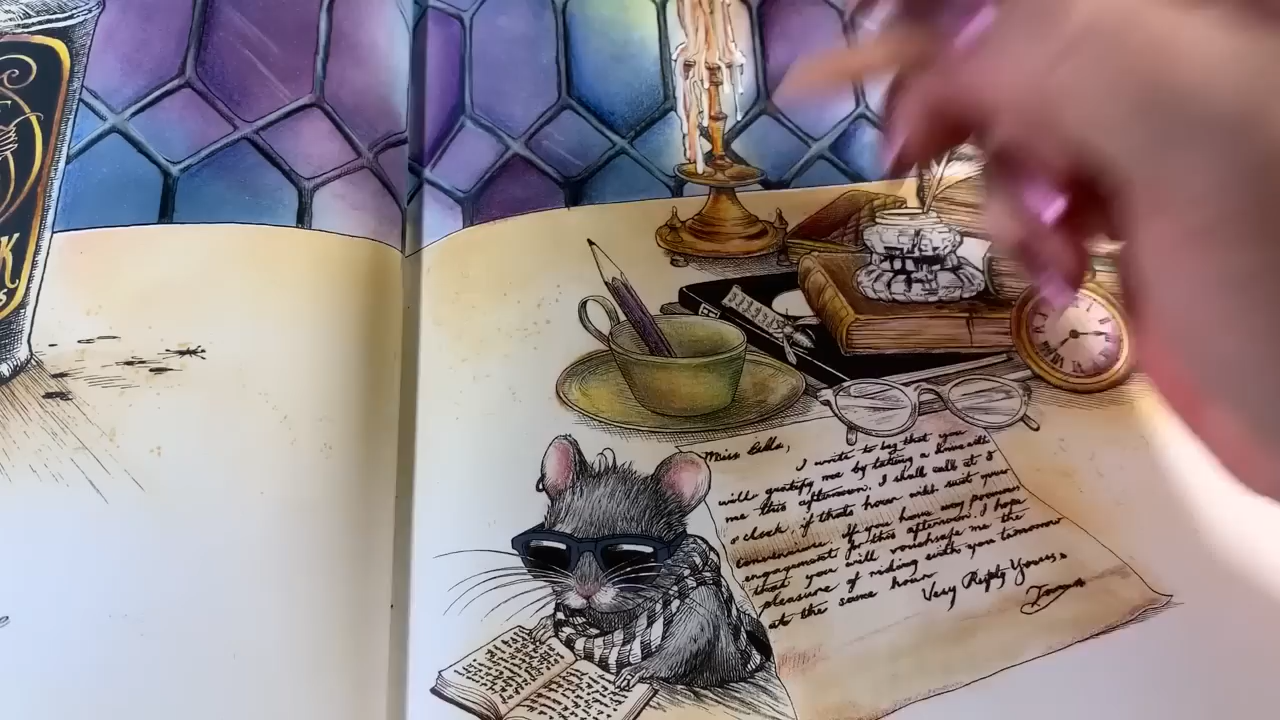 Miss Bella,
I write to beg that you
will gratify me by taking a drive with
me this afternoon. I shall call at 3
o clock, if thats hour will suit your
convenience. If you have any previous
engagement for this afternoon, I hope
that you will vouchsafe me the
pleasure of riding with you tomorrow
at the same hour
Very Reply Yours,
K
S